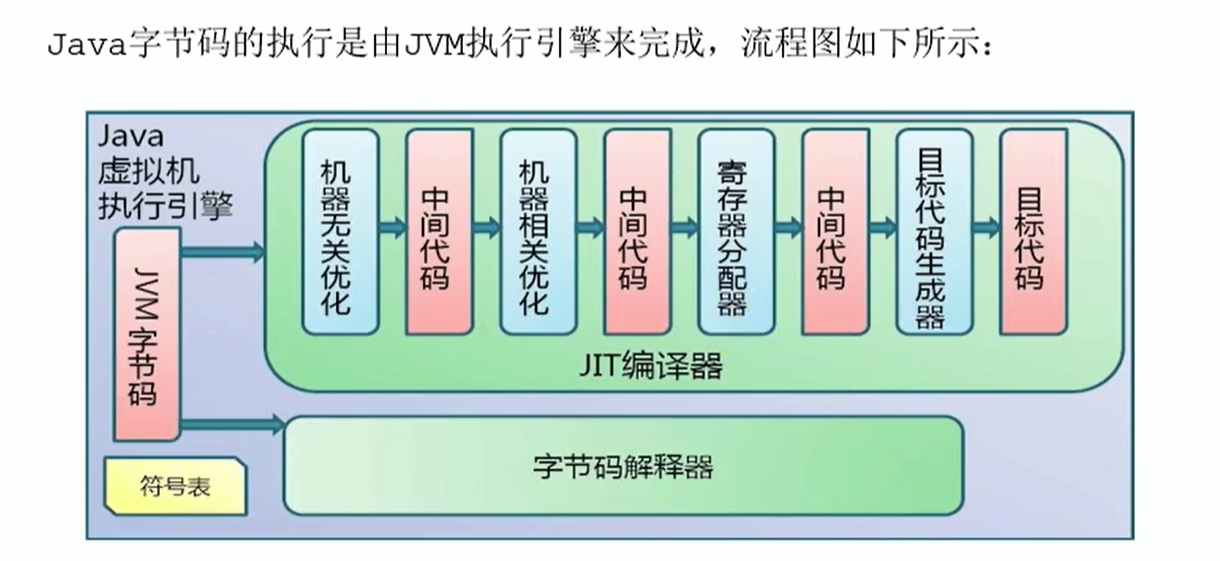 Java字节码的执行是由JVM执行引擎来完成，流程图如下所示：
Java
虚拟机
执行引擎
JVM字节码
机器无关优化
中间代码
机器相关优化
中间代码
寄存器分配器
中间代码
目标代码生成器
目标代码
JIT编译器
字节码解释器
符号表